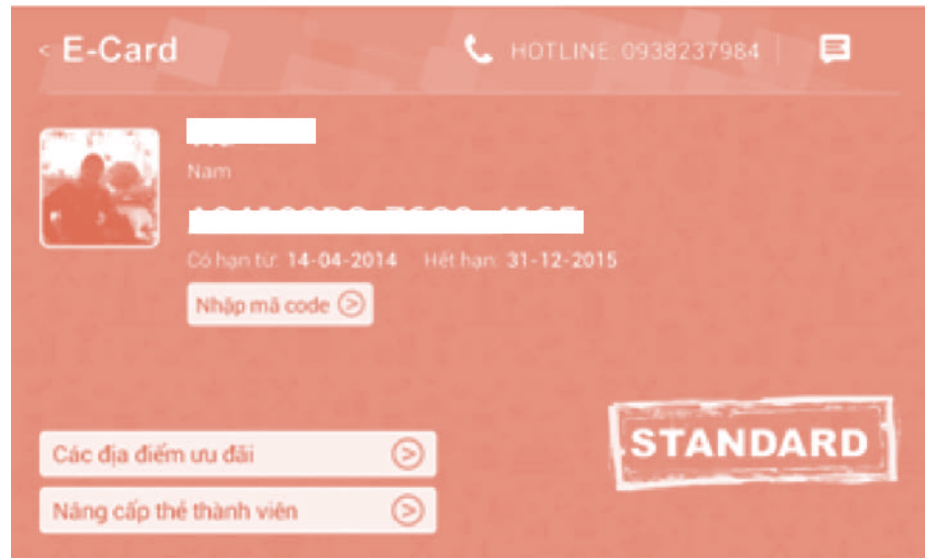 < E-Card
HOTLINE: 0938237984
Nam
Có hạn từ: 14-04-2014 Hết hạn: 31-12-2015
Nhập mã code
STANDARD
Các địa điểm ưu đãi
Nâng cấp thẻ thành viên